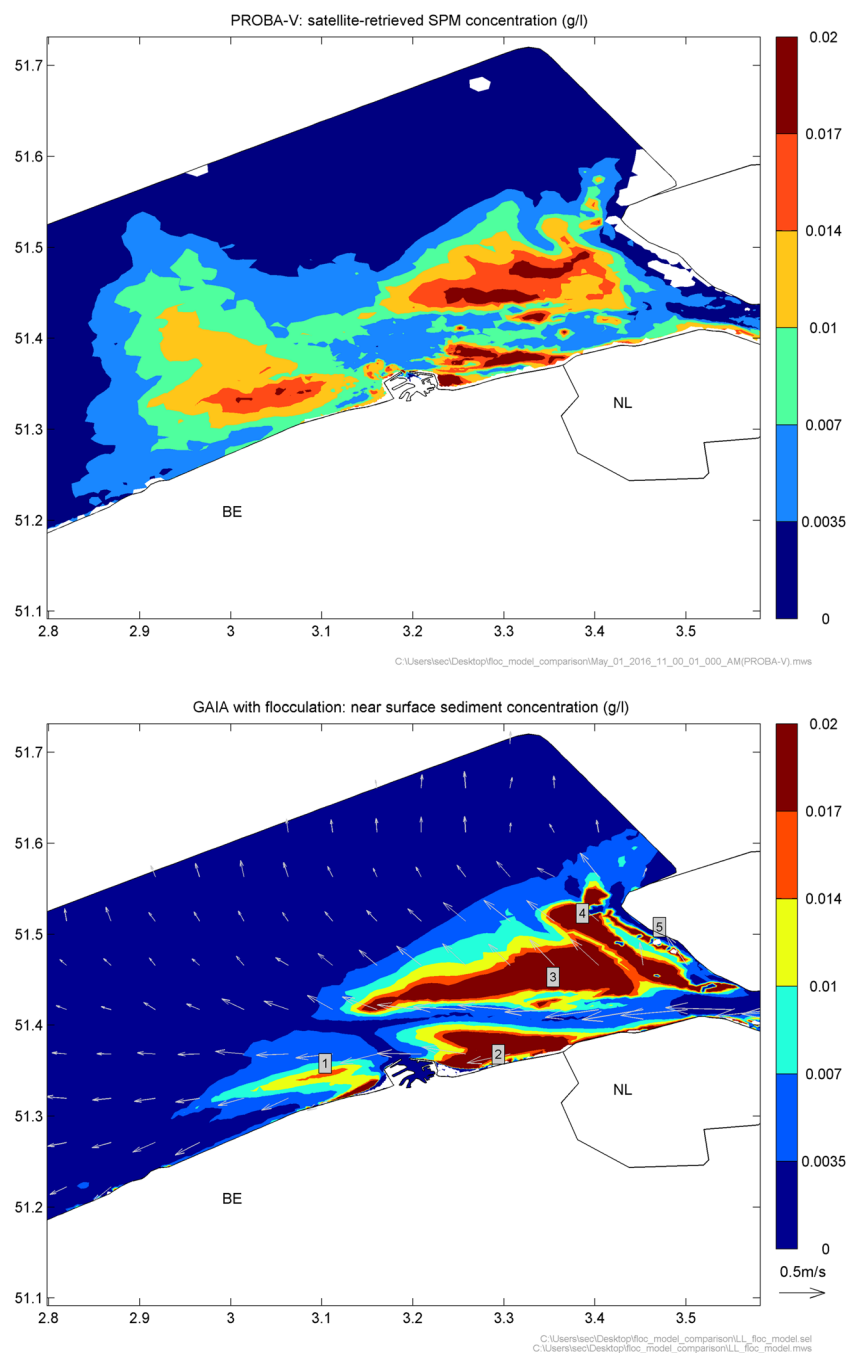 PROBA-V: satellite-retrieved SPM concentration (g/l)
0.02
51.7
0.017
51.6
0.014
51.5
0.01
51.4
NL
0.007
51.3
BE
0.0035
51.2
51.1
0
2.8 2.9 3 3.1 3.2 3.3 3.4 3.5
C:\Users\sec\Desktop\floc_model_comparison\May_01_2016_11_00_01_000_AM(PROBA-V).mws
GAIA with flocculation: near surface sediment concentration (g/l)
0.02
51.7
0.017
51.6
0.014
4
5
51.5
3
0.01
51.4
2
1
0.007
NL
51.3
0.0035
BE
51.2
0
0.5m/s
51.1
2.8 2.9 3 3.1 3.2 3.3 3.4 3.5
C:\Users\sec\Desktop\floc_model_comparison\LL_floc_model.sel
C:\Users\sec\Desktop\floc_model_comparison\LL_floc_model.mws